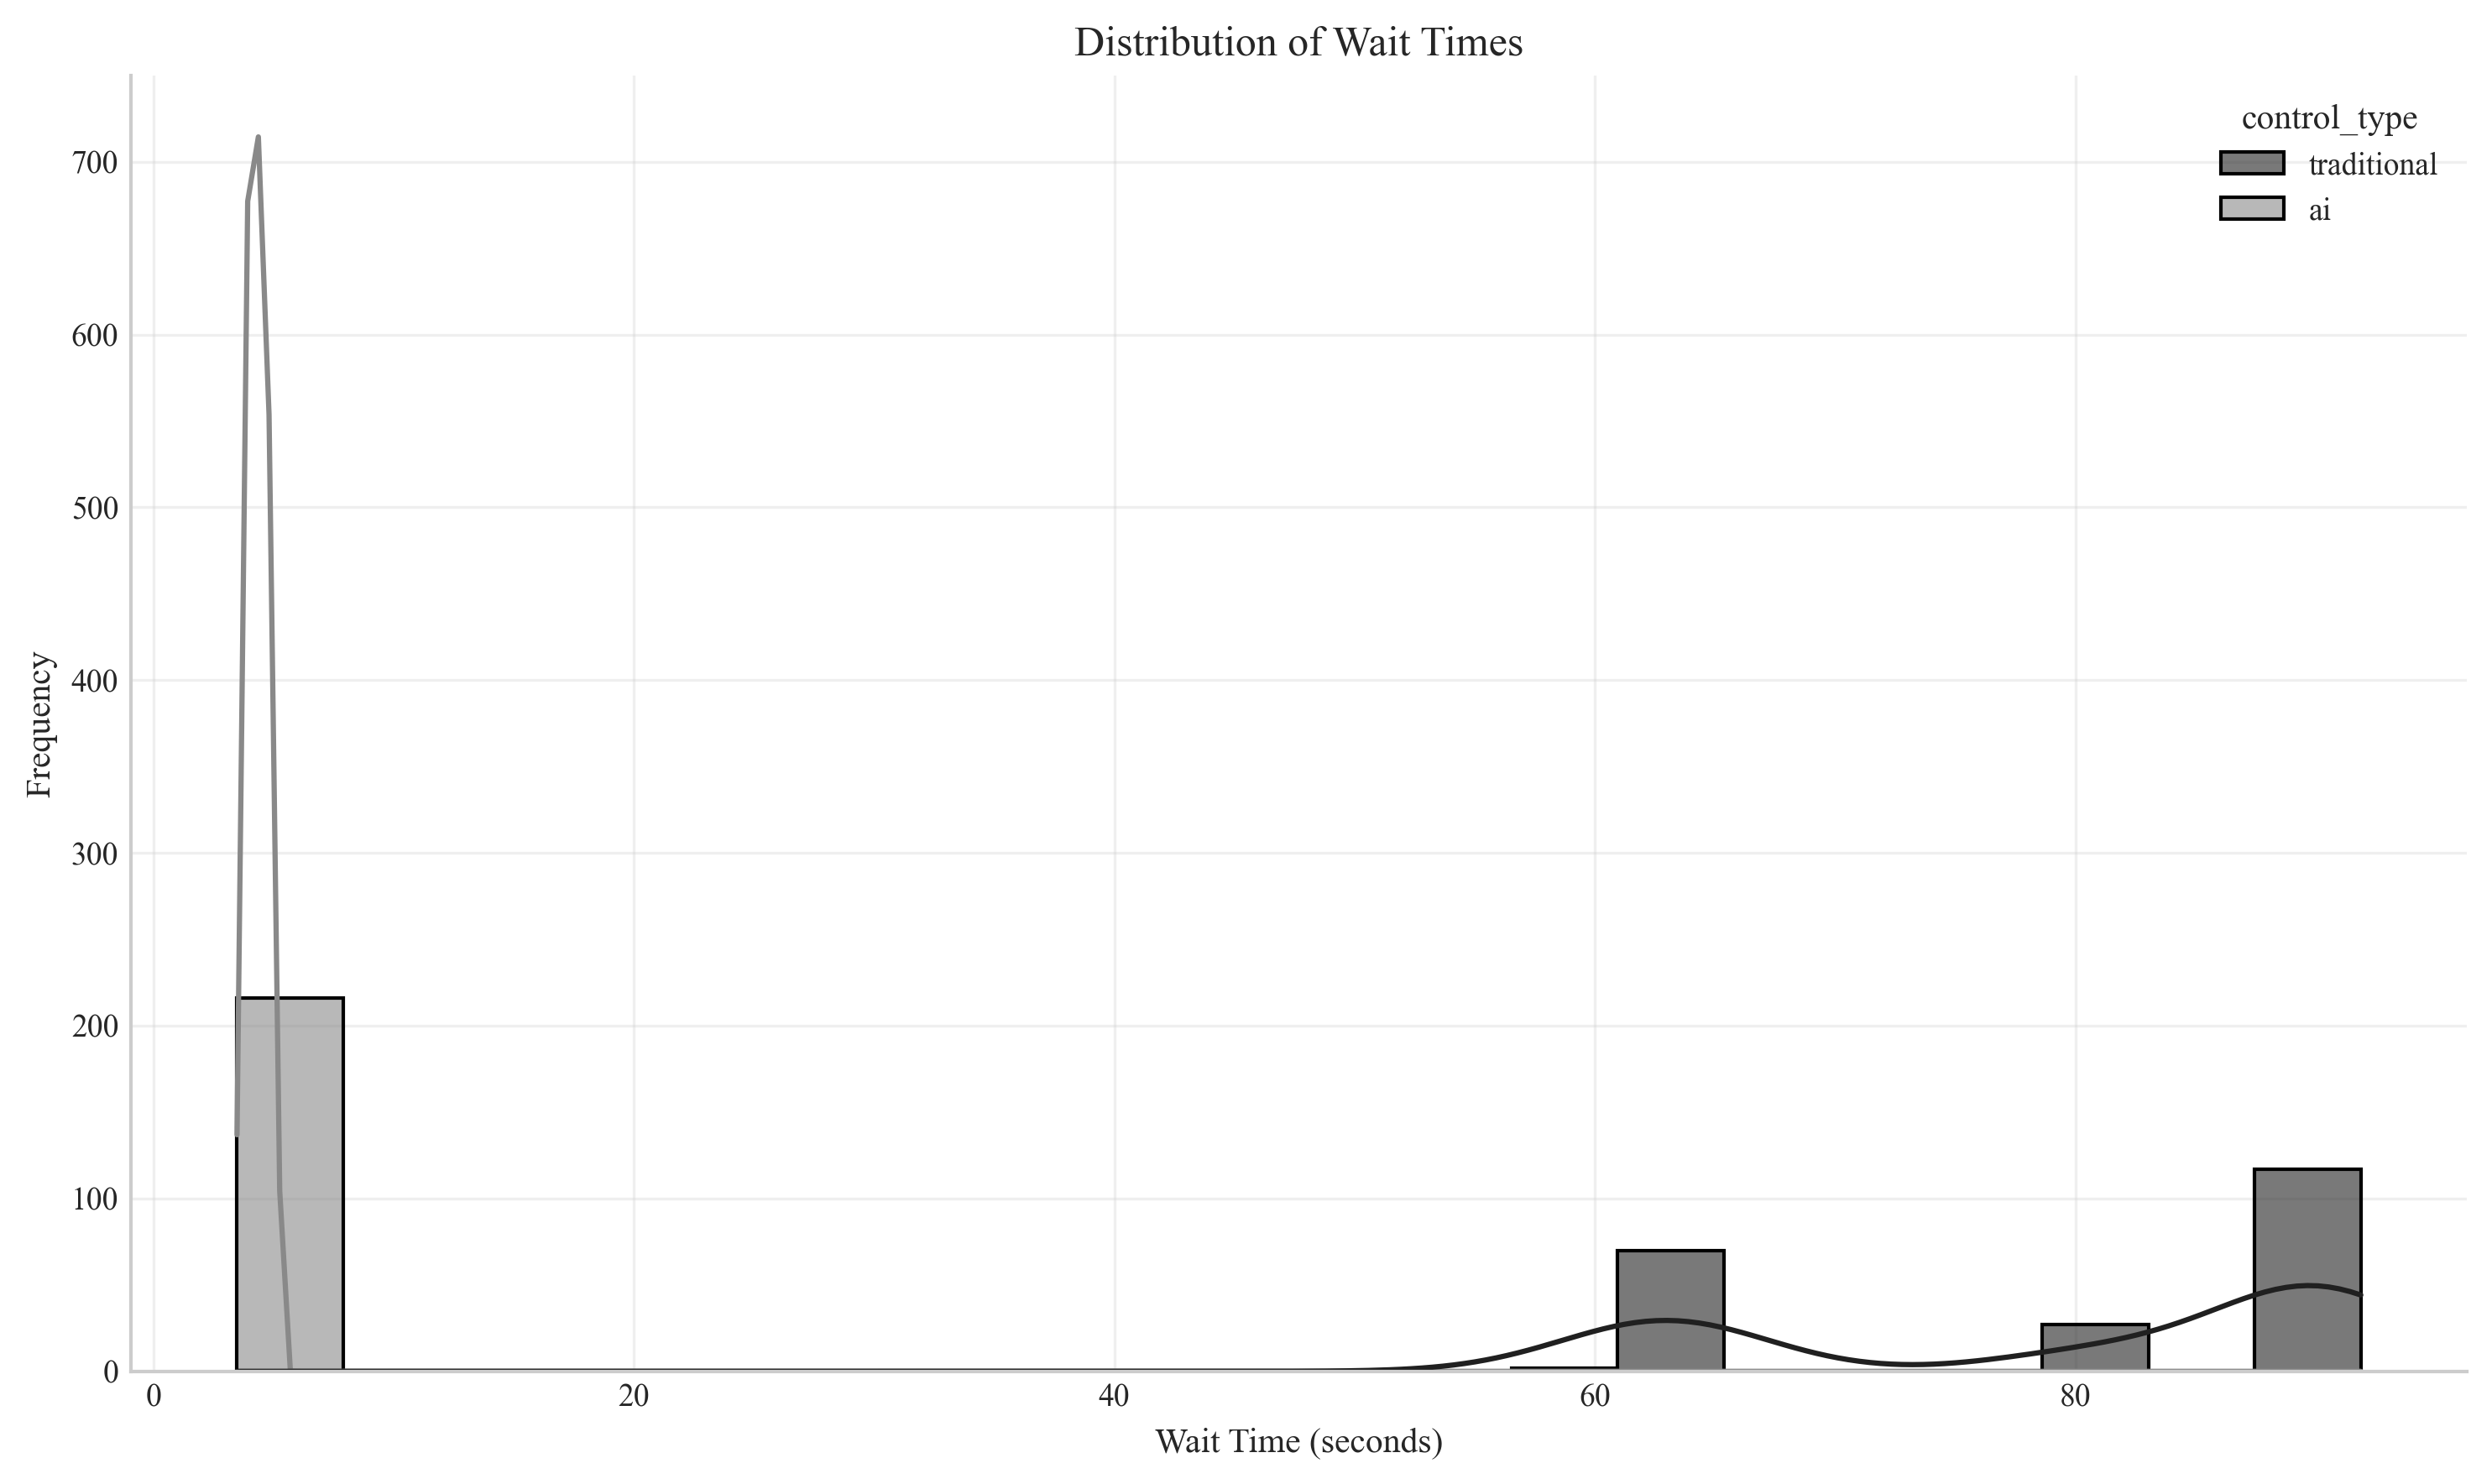 Distribution of Wait Times
control_type
traditional
ai
700
600
500
400
300
200
100
0
Frequency
0 20 40 60 80
Wait Time (seconds)